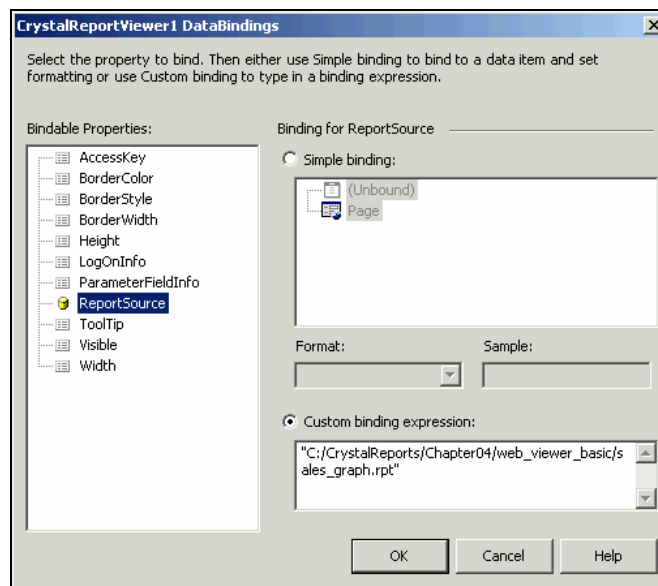 CrystalReportViewer1 DataBindings
Select the property to bind. Then either use Simple binding to bind to a data item and set
formatting or use Custom binding to type in a binding expression.
Bindable Properties:
AccessKey
BorderColor
BorderStyle
BorderWidth
Height
LogOnInfo
ParameterFieldInfo
ReportSource
ToolTip
Visible
Width
Binding for ReportSource
Simple binding:
(Unbound)
Page
Format:
Sample:
Custom binding expression:
"C:/CrystalReports/Chapter04/web_viewer_basic/s
ales_graph.rpt"
OK
Cancel
Help